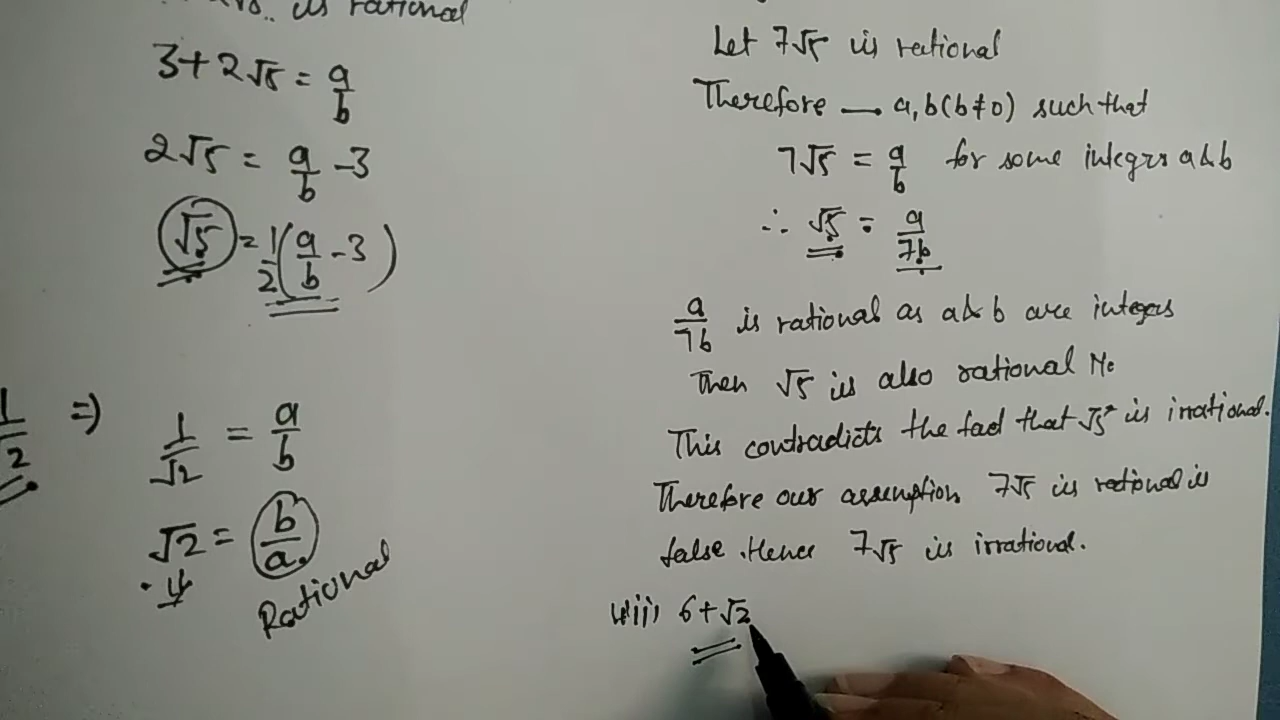 is rational
3+2√5 = a/b
2√5 = a/b -3
√5 = 1/2(a/b -3)
1/√2 => 1/√2 = a/b
√2 = b/a
Rational
Let 7√5 is rational
Therefore — a,b(b≠0) such that
7√5 = a/b for some integrs a&b
∴ √5 = a/7b
a/7b is rational as a&b are integers
Then √5 is also rational No
This contradicts the fact that √5 is irrational.
Therefore our assumption, 7√5 is rational is
false. Hence 7√5 is irrational.
6+√2